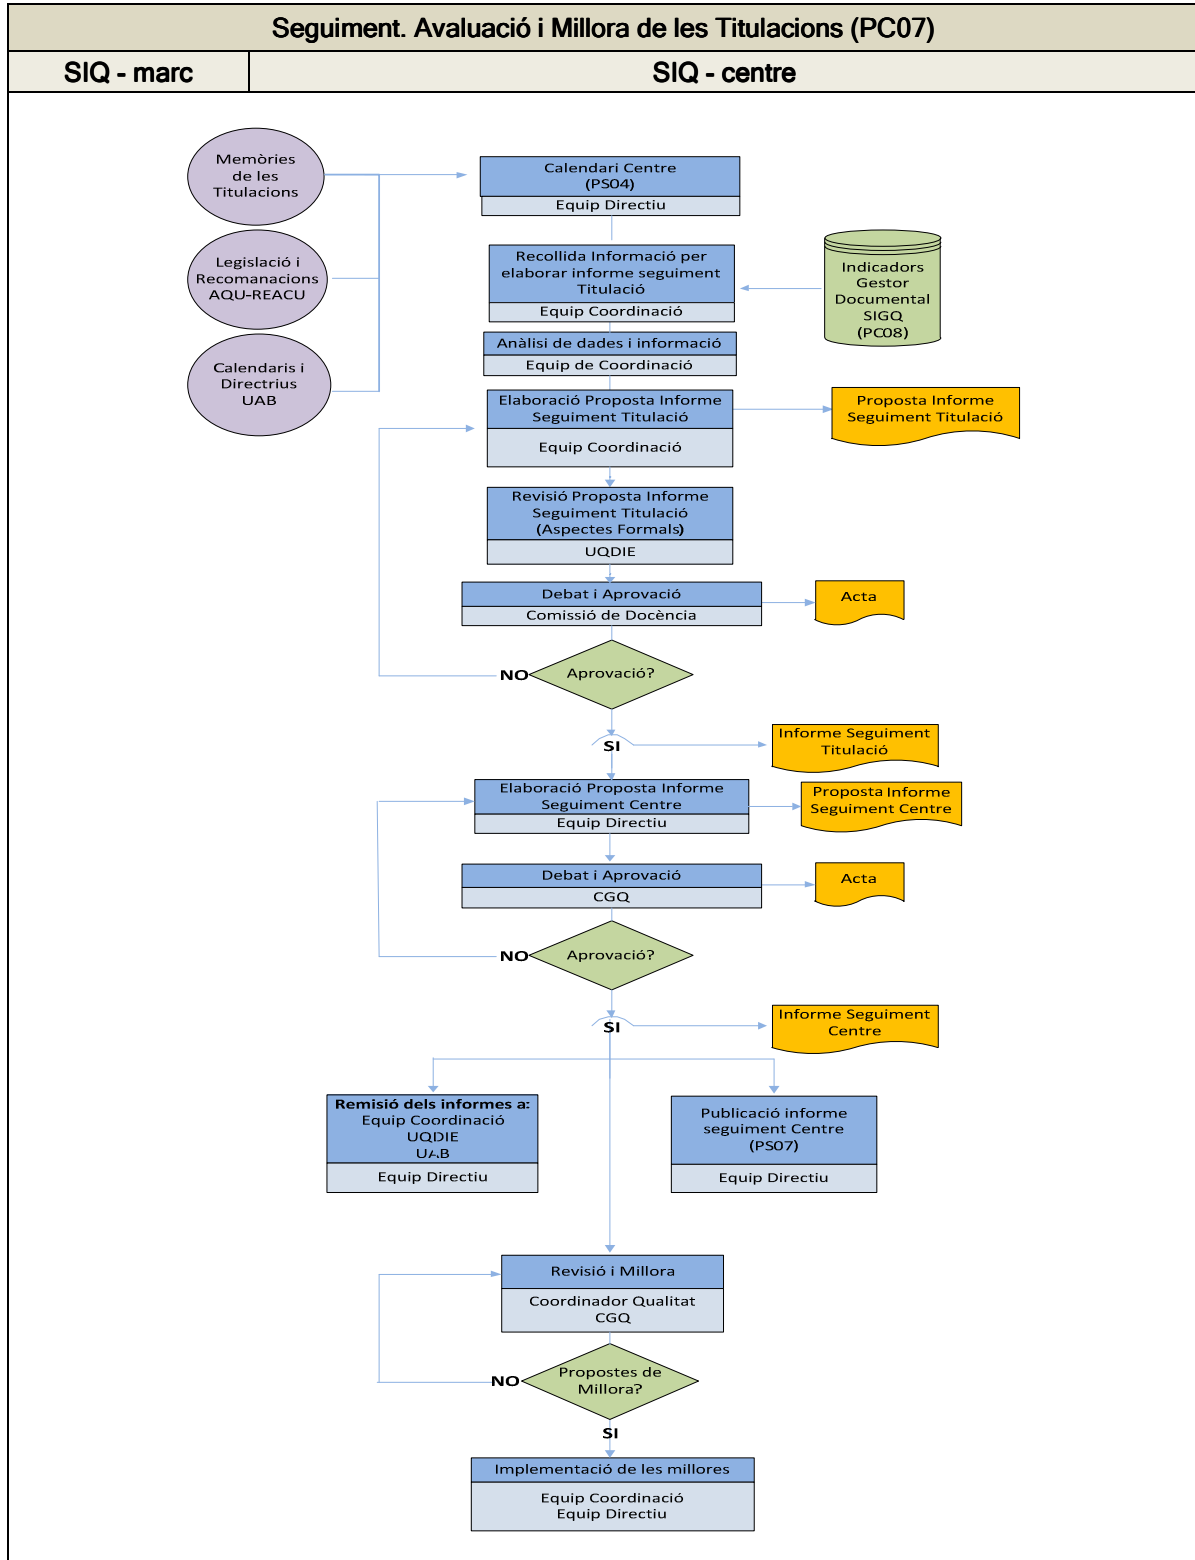 Seguiment. Avaluació i Millora de les Titulacions (PC07)
SIQ - marc
SIQ - centre
Memòries
de les
Titulacions
Calendari Centre
(PS04)
Equip Directiu
Legislació i
Recomanacions
AQU-REACU
Recollida Informació per
elaborar informe seguiment
Titulació
Equip Coordinació
Indicadors
Gestor
Documental
SIGQ
(PC08)
Anàlisi de dades i informació
Equip de Coordinació
Calendaris i
Directrius
UAB
Elaboració Proposta Informe
Seguiment Titulació
Equip Coordinació
Proposta Informe
Seguiment Titulació
Revisió Proposta Informe
Seguiment Titulació
(Aspectes Formals)
UQDIE
Debat i Aprovació
Comissió de Docència
Acta
Aprovació?
NO
SI
Informe Seguiment
Titulació
Elaboració Proposta Informe
Seguiment Centre
Equip Directiu
Proposta Informe
Seguiment Centre
Debat i Aprovació
CGQ
Acta
Aprovació?
NO
SI
Informe Seguiment
Centre
Remisió dels informes a:
Equip Coordinació
UQDIE
UAB
Equip Directiu
Publicació informe
seguiment Centre
(PS07)
Equip Directiu
Revisió i Millora
Coordinador Qualitat
CGQ
Propostes de
Millora?
NO
SI
Implementació de les millores
Equip Coordinació
Equip Directiu